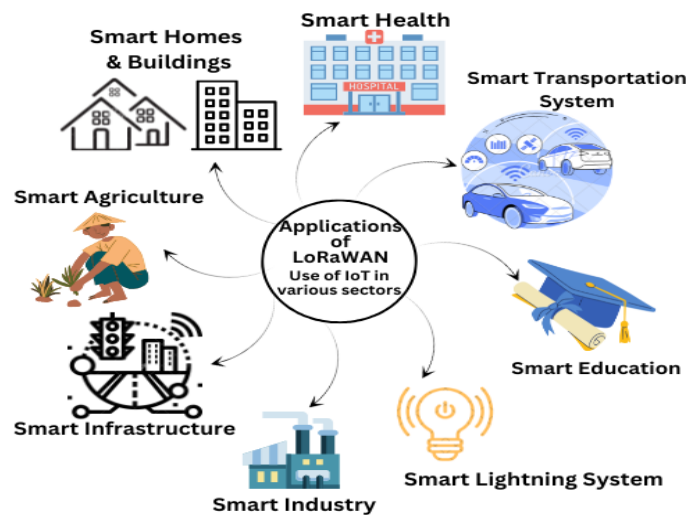 Smart Health
Smart Homes
& Buildings
HOSPITAL
Smart Transportation
System
Smart Agriculture
Applications
of
LoRaWAN
Use of IoT in
various sectors
Smart Education
Smart Infrastructure
Smart Lightning System
Smart Industry